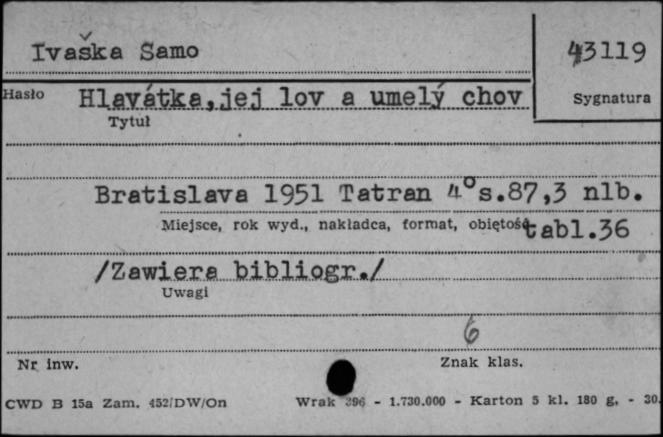 Ivaška Samo
43119
Hasło
Hlavátka,jej lov a umelý chov
Sygnatura
Tytuł
Bratislava 1951 Tatran 4° s.87,3 nlb.
Miejsce, rok wyd., nakładca, format, objętość
tabl.36
/Zawiera bibliogr./
Uwagi
6
Nr inw.
Znak klas.
CWD B 15a Zam. 452/DW/On
Wrak 396 - 1.730.000 - Karton 5 kl. 180 g. - 30.